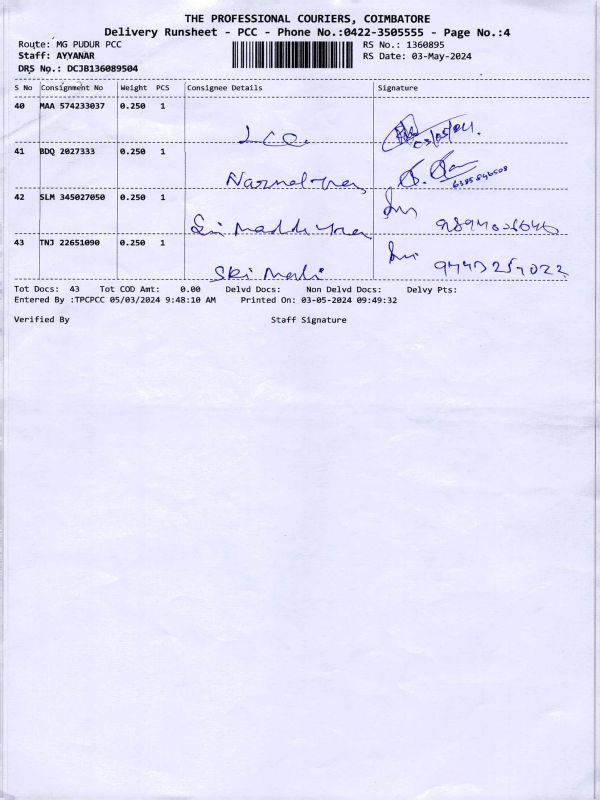 THE PROFESSIONAL COURIERS, COIMBATORE
Delivery Runsheet - PCC - Phone No.:0422-3505555 - Page No.:4
Route: MG PUDUR PCC RS No.: 1360895
Staff: AYYANAR RS Date: 03-May-2024
DRS No.: DCJB136089504
S No Consignment No Weight PCS Consignee Details Signature
40 MAA 574233037 0.250 1
03/05/24.
41 BDQ 2027333 0.250 1
42 SLM 345027050 0.250 1
Sri
43 TNJ 22651090 0.250 1
Sri
Tot Docs: 43 Tot COD Amt: 0.00 Delvd Docs: Non Delvd Docs: Delvy Pts:
Entered By :TPCPCC 05/03/2024 9:48:10 AM Printed On: 03-05-2024 09:49:32
Verified By Staff Signature